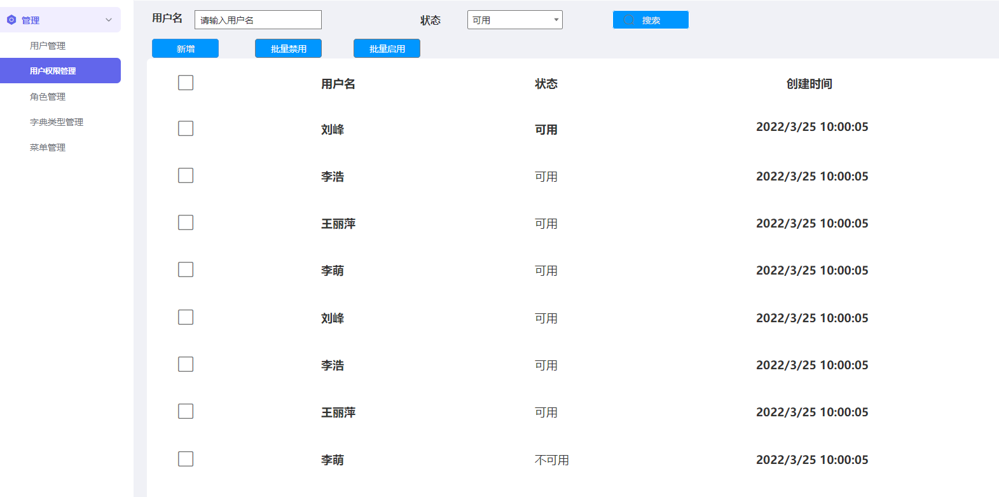 管理
用户管理
用户权限管理
角色管理
字典类型管理
菜单管理
用户名 请输入用户名 状态 可用 搜索
新增 批量禁用 批量启用
用户名 状态 创建时间
刘峰 可用 2022/3/25 10:00:05
李浩 可用 2022/3/25 10:00:05
王丽萍 可用 2022/3/25 10:00:05
李萌 可用 2022/3/25 10:00:05
刘峰 可用 2022/3/25 10:00:05
李浩 可用 2022/3/25 10:00:05
王丽萍 可用 2022/3/25 10:00:05
李萌 不可用 2022/3/25 10:00:05